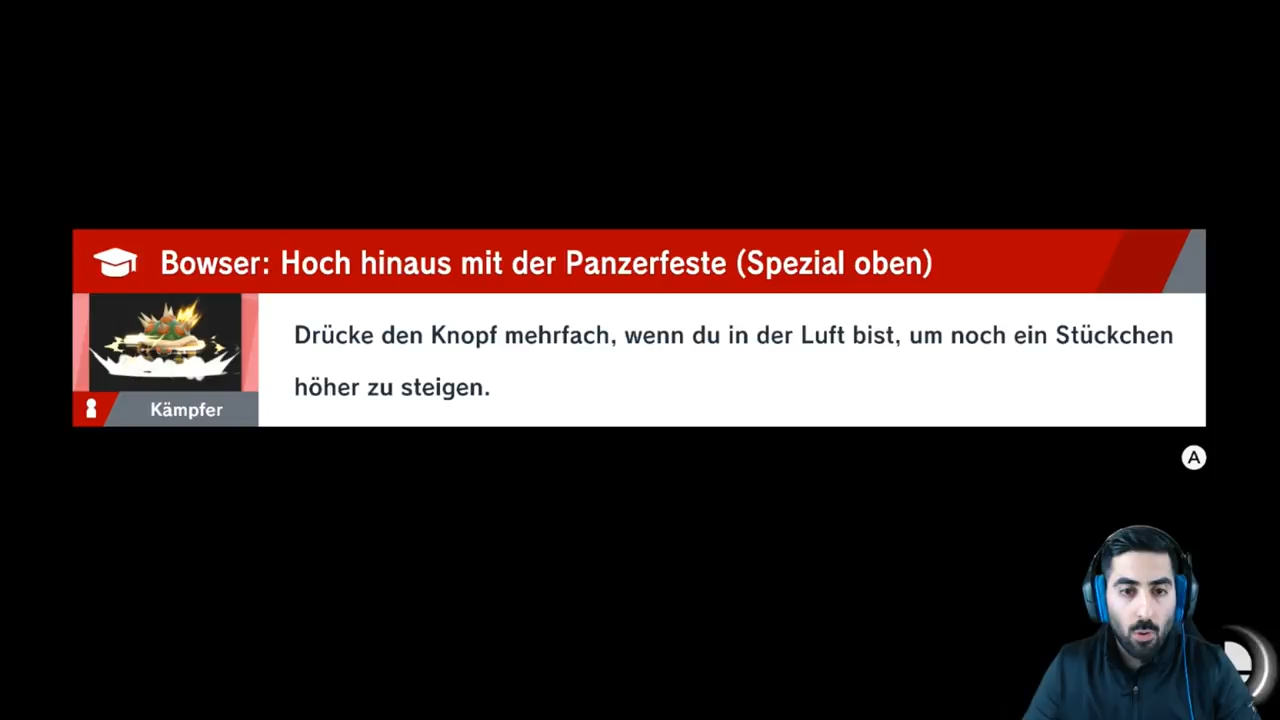 Bowser: Hoch hinaus mit der Panzerfeste (Spezial oben)
Drücke den Knopf mehrfach, wenn du in der Luft bist, um noch ein Stückchen
höher zu steigen.
Kämpfer
A